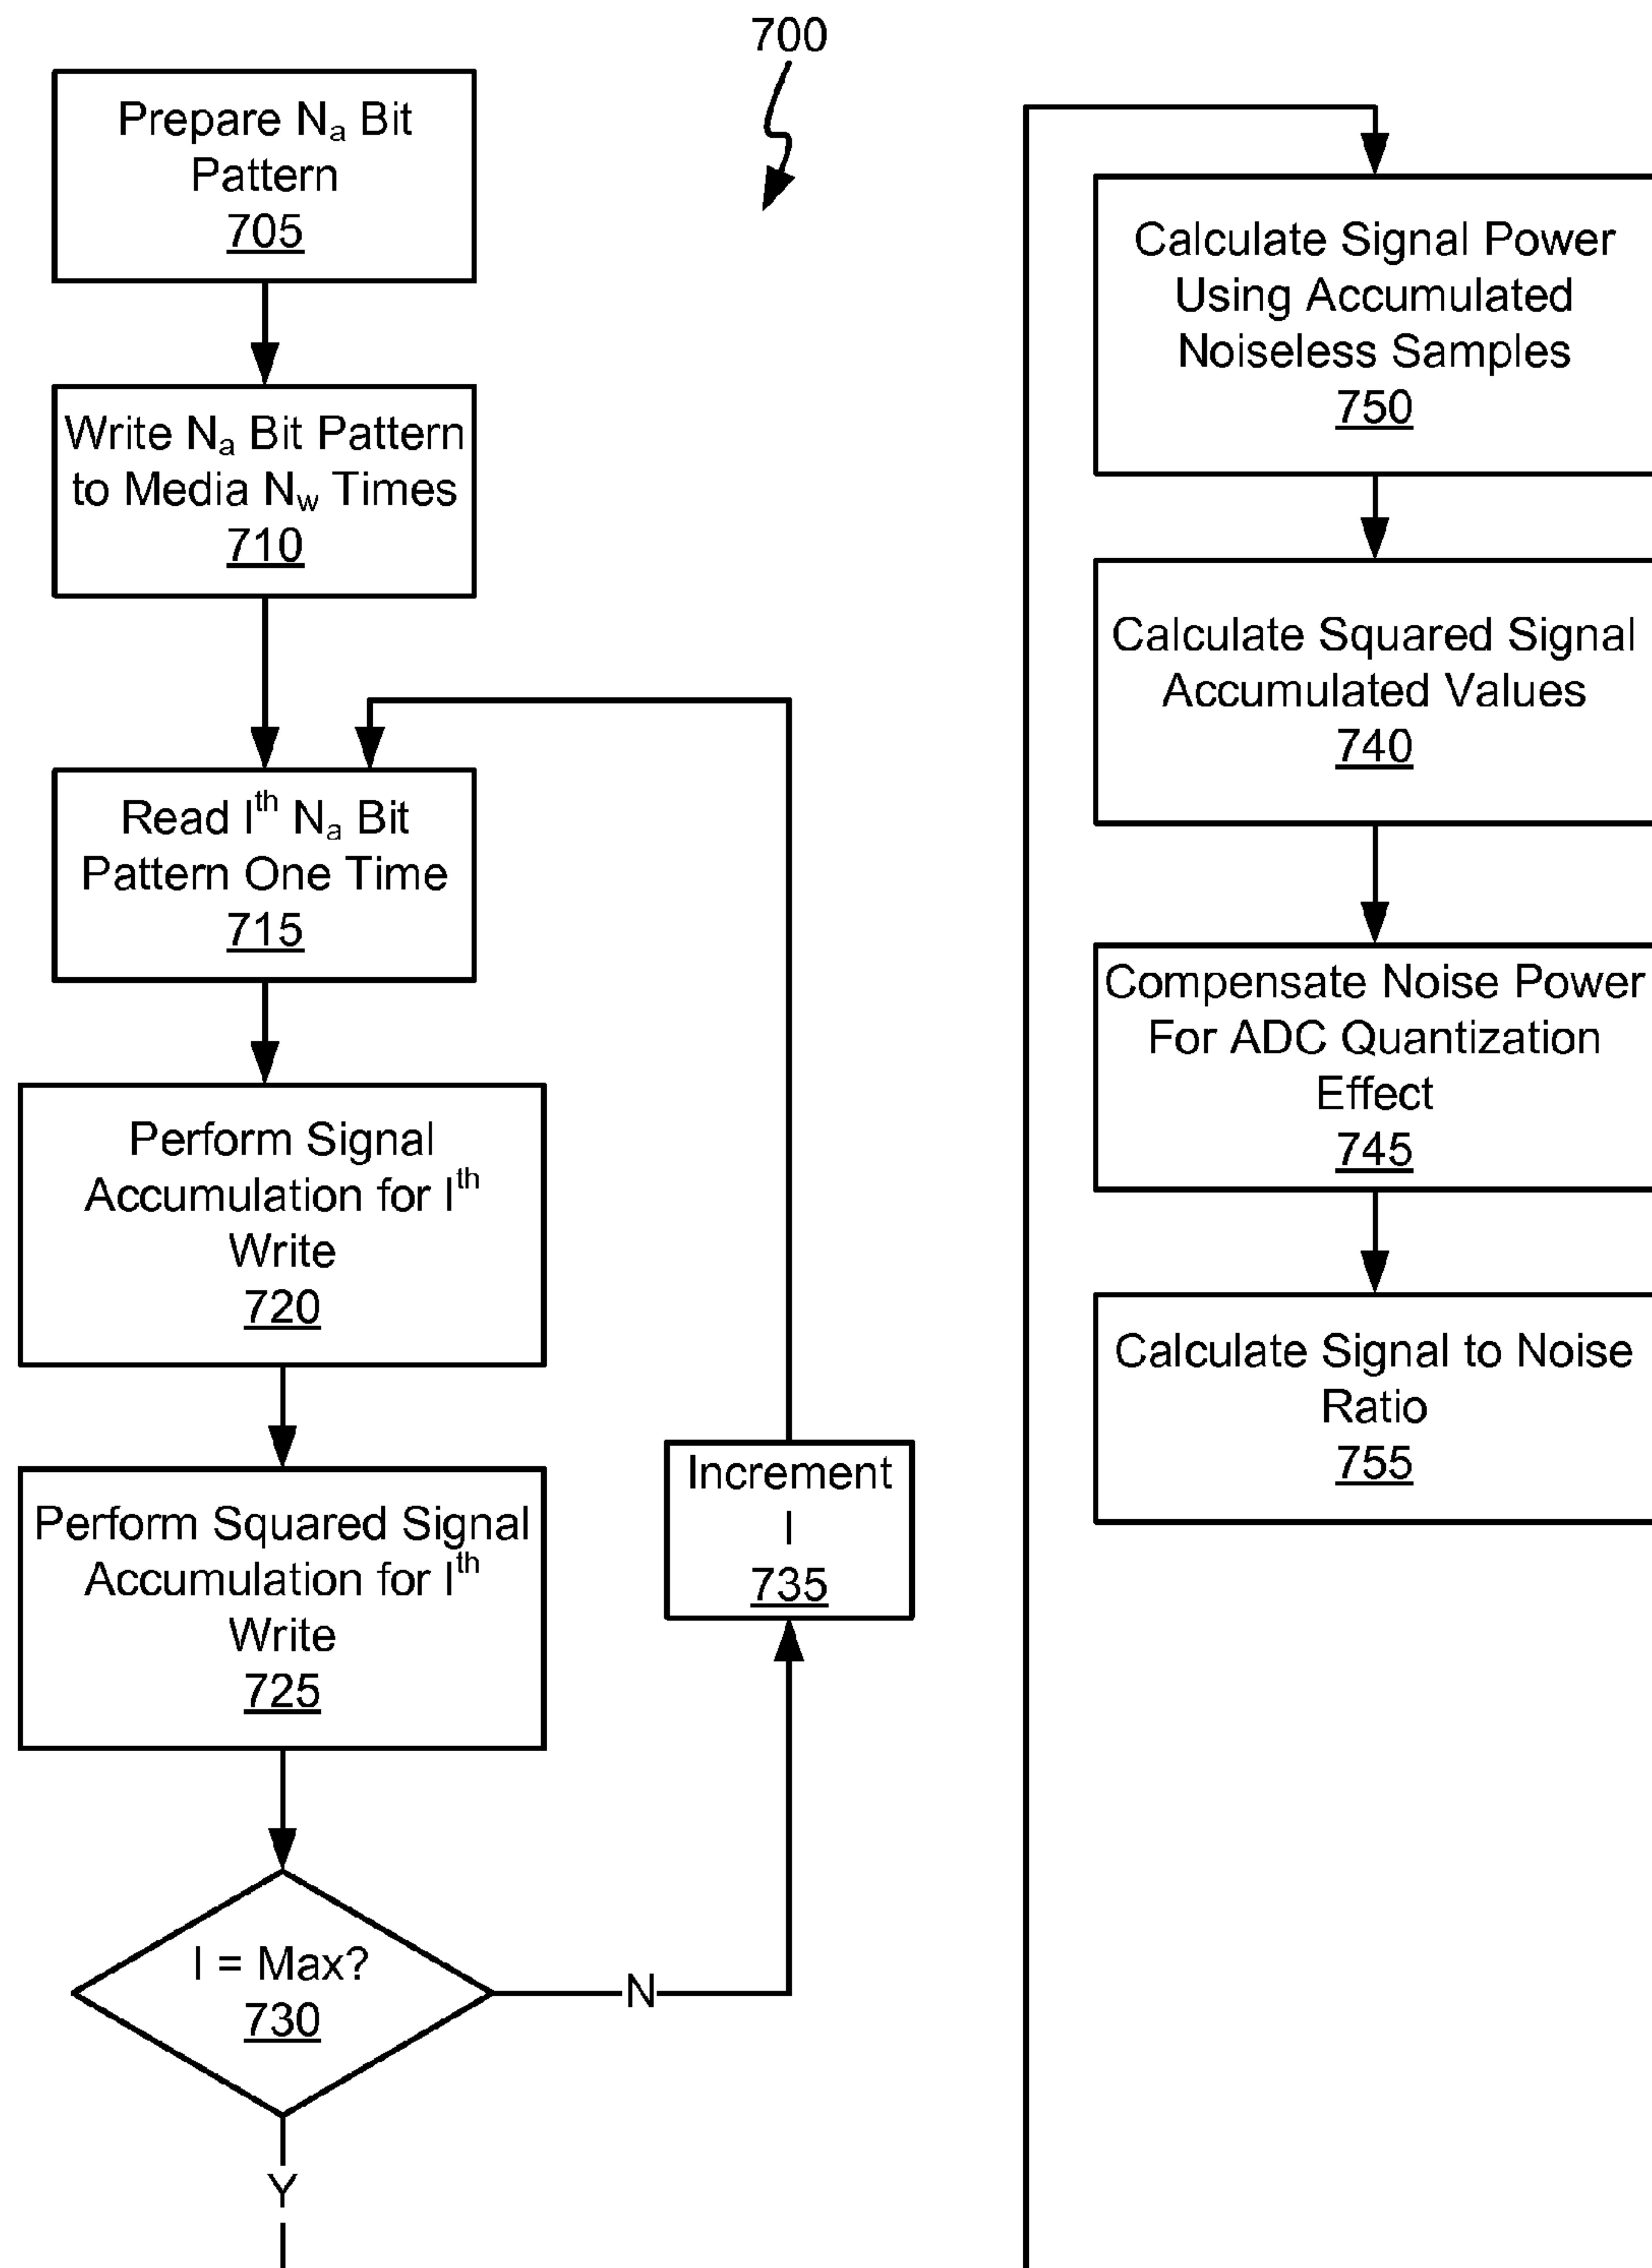 700
Prepare Na Bit
Pattern
705
Write Na Bit Pattern
to Media Nw Times
710
Read Ith Na Bit
Pattern One Time
715
Perform Signal
Accumulation for Ith
Write
720
Perform Squared Signal
Accumulation for Ith
Write
725
I = Max?
730
N
Y
Increment
I
735
Calculate Signal Power
Using Accumulated
Noiseless Samples
750
Calculate Squared Signal
Accumulated Values
740
Compensate Noise Power
For ADC Quantization
Effect
745
Calculate Signal to Noise
Ratio
755